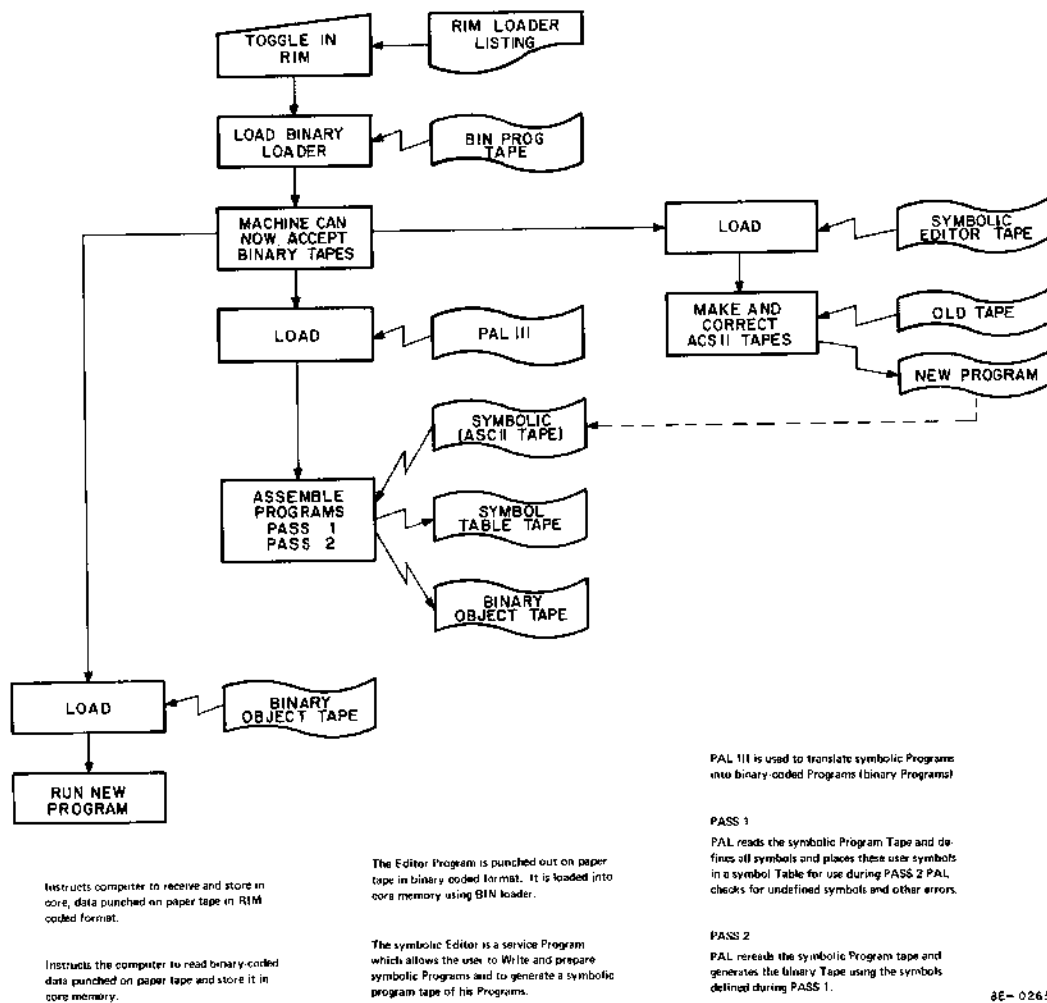 TOGGLE IN
RIM
RIM LOADER
LISTING
LOAD BINARY
LOADER
BIN PROG
TAPE
MACHINE CAN
NOW ACCEPT
BINARY TAPES
LOAD
SYMBOLIC
EDITOR TAPE
LOAD
PAL III
MAKE AND
CORRECT
ACSII TAPES
OLD TAPE
NEW PROGRAM
SYMBOLIC
(ASCII TAPE)
ASSEMBLE
PROGRAMS
PASS 1
PASS 2
SYMBOL
TABLE TAPE
BINARY
OBJECT TAPE
LOAD
BINARY
OBJECT TAPE
RUN NEW
PROGRAM
Instructs computer to receive and store in
core, data punched on paper tape in RIM
coded format.
Instructs the computer to read binary-coded
data punched on paper tape and store it in
core memory.
The Editor Program is punched out on paper
tape in binary coded format. It is loaded into
core memory using BIN loader.
The symbolic Editor is a service Program
which allows the user to Write and prepare
symbolic Programs and to generate a symbolic
program tape of his Programs.
PAL III is used to translate symbolic Programs
into binary-coded Programs (binary Programs)
PASS 1
PAL reads the symbolic Program Tape and de-
fines all symbols and places these user symbols
in a symbol Table for use during PASS 2 PAL
checks for undefined symbols and other errors.
PASS 2
PAL rereads the symbolic Program tape and
generates the binary Tape using the symbols
defined during PASS 1.